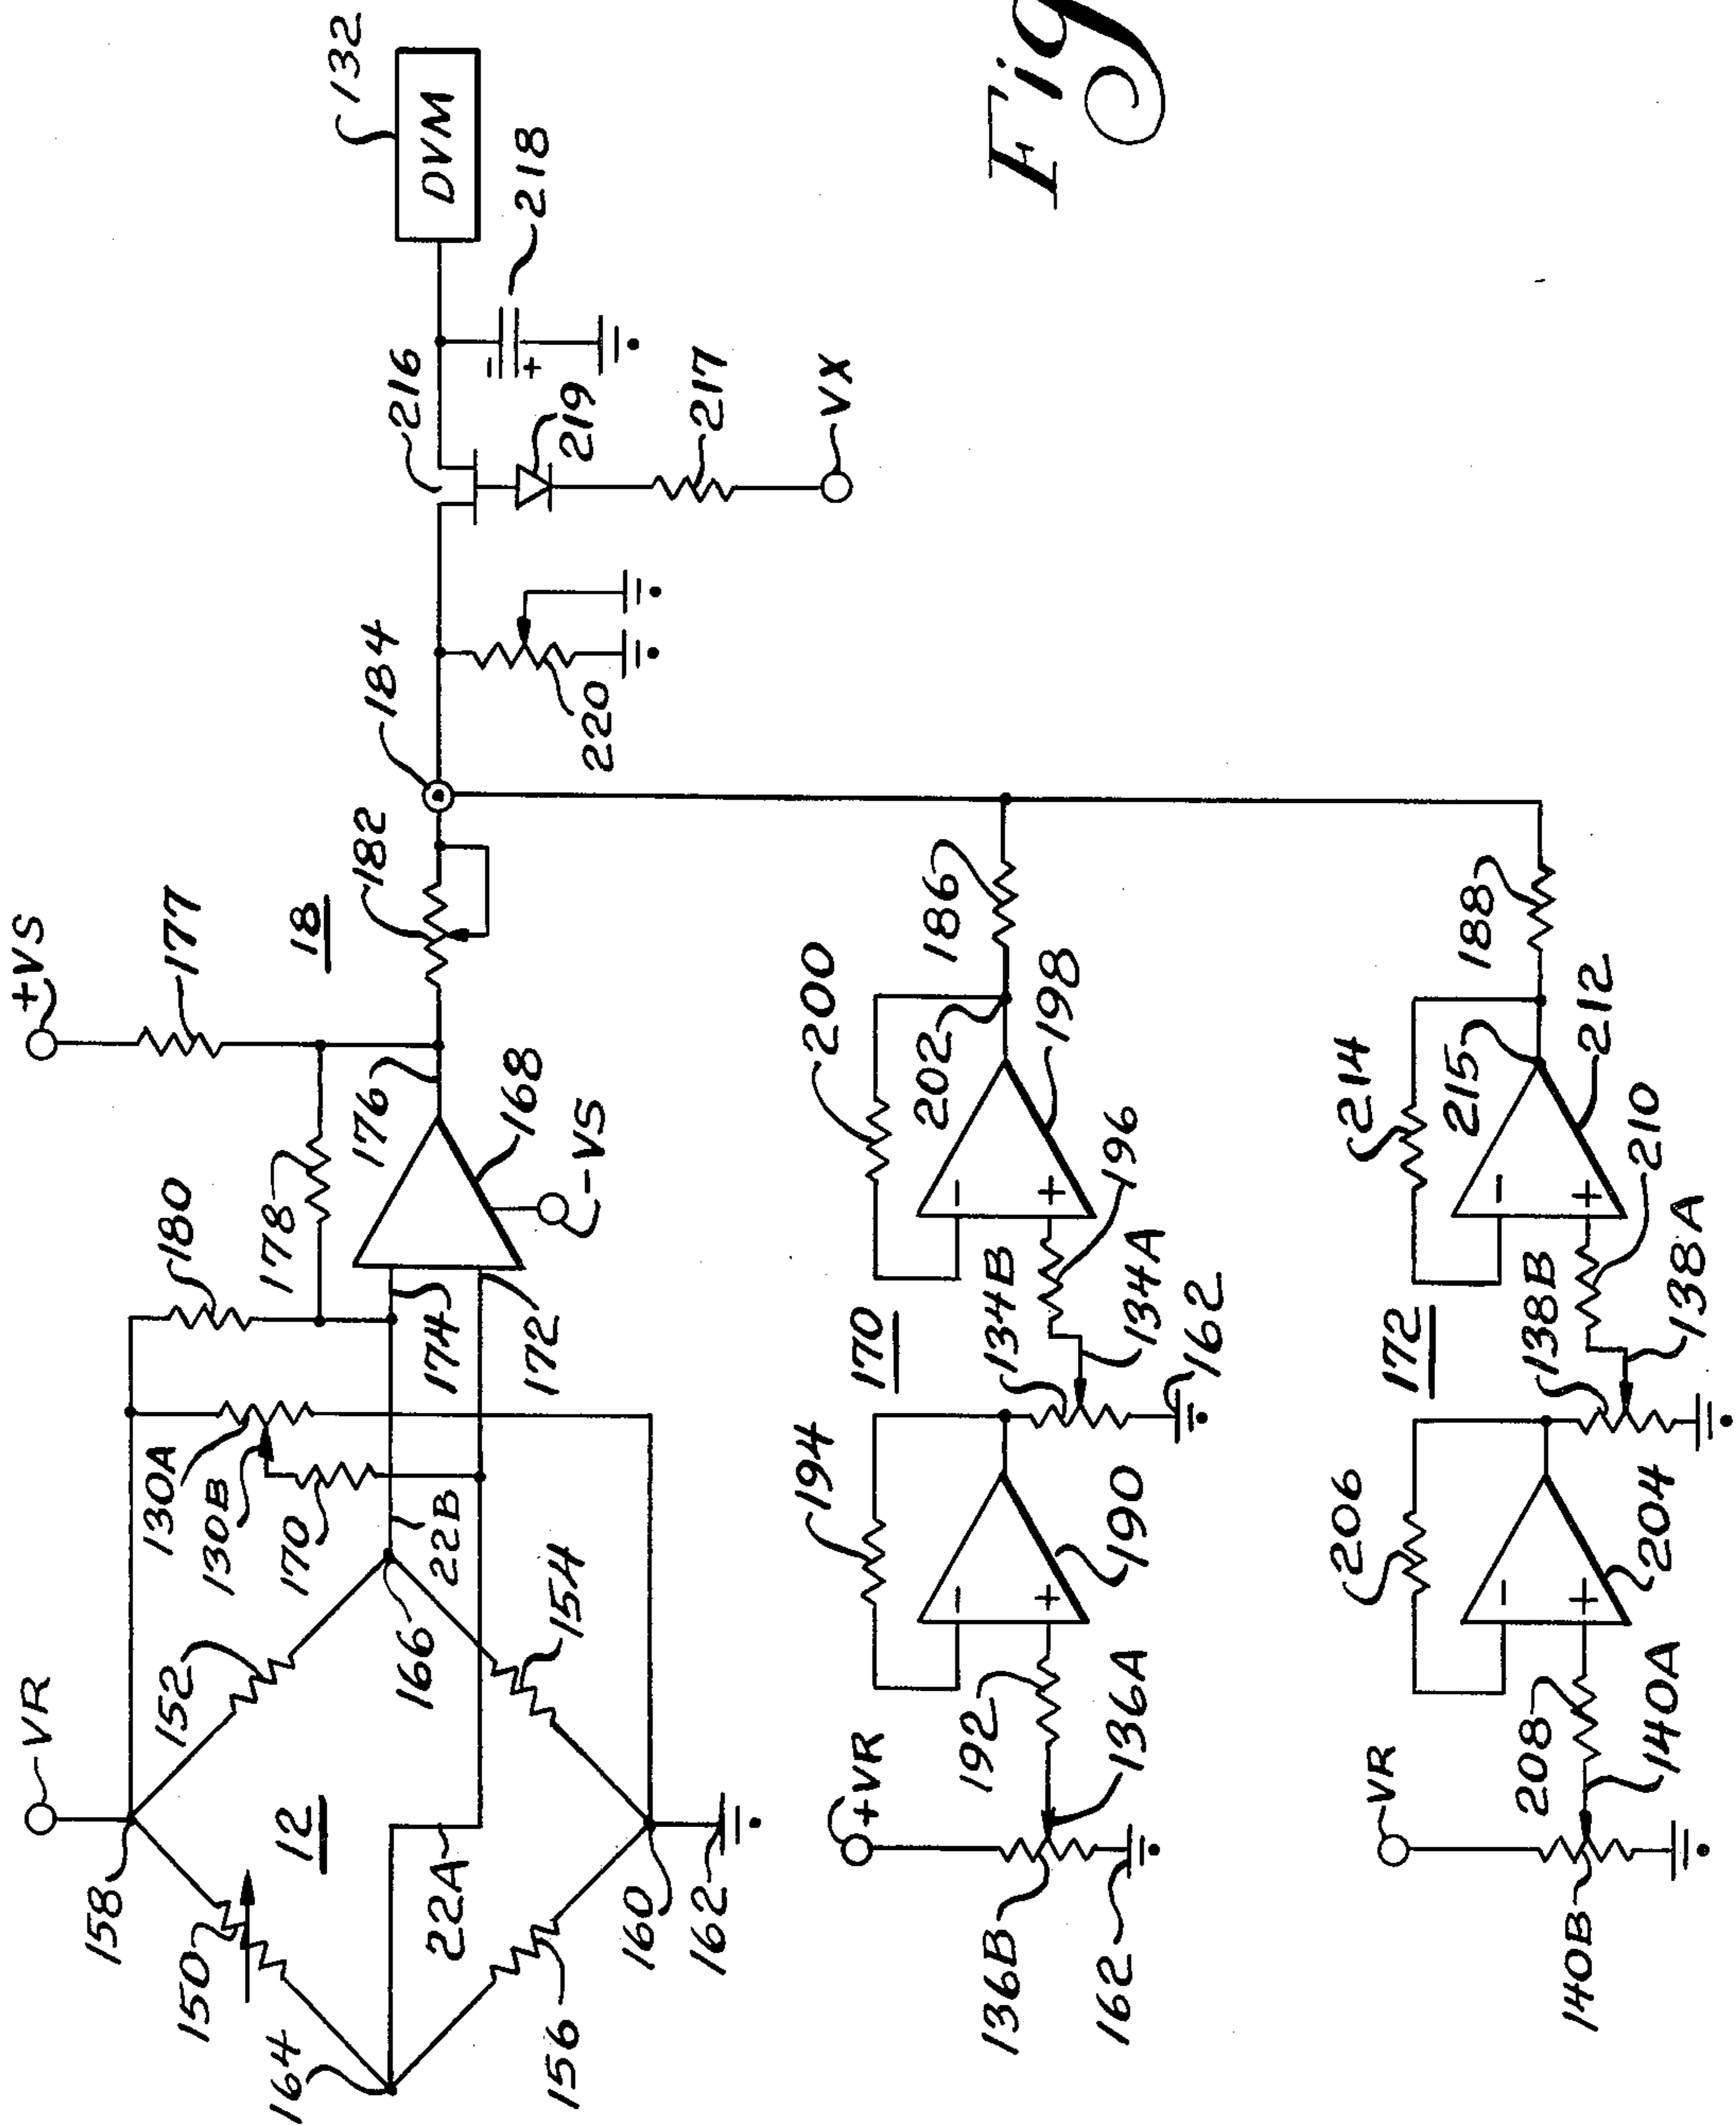 +VS
177
18
182
184
220
216
219
217
VX
218
DVM
132
VR
158
150
12
152
164
22A
156
160
162
166
154
22B
130A
130B
170
180
178
174
172
176
168
-VS
Fig
+VR
136B
162
192
136A
194
190
170
134B
134A
162
196
200
202
198
186
-
+
-
+
VR
140B
208
140A
206
204
172
138B
138A
210
214
215
212
188
-
+
-
+
-
+